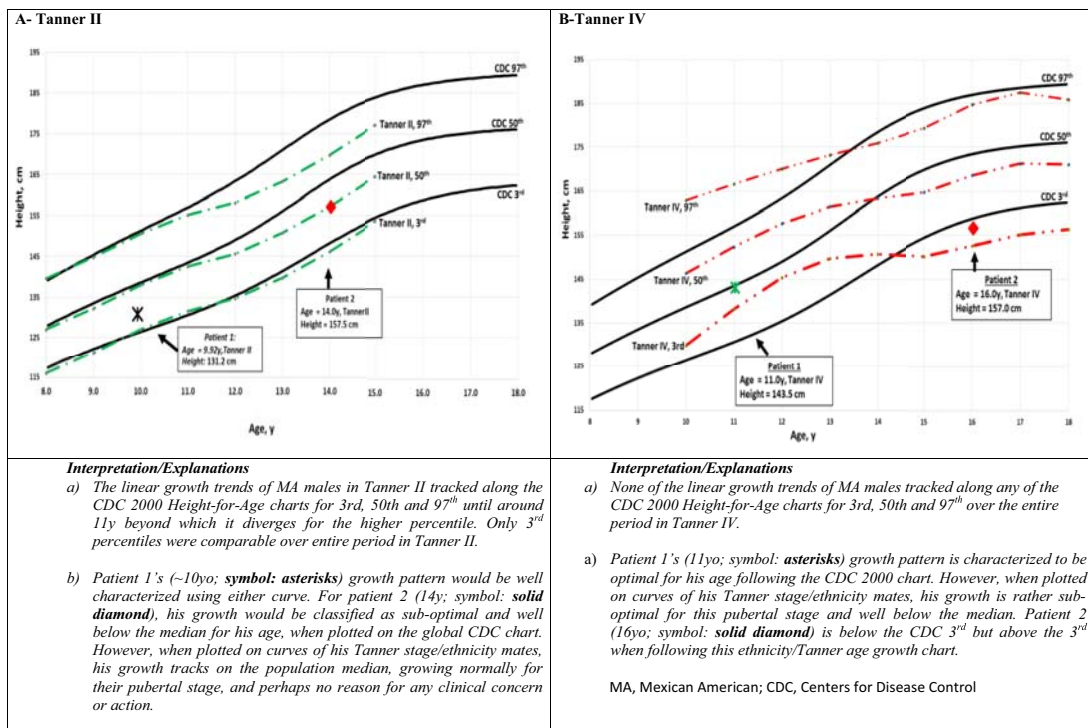 A- Tanner II
195
185
175
165
155
145
135
125
115
Height, cm
8.0 9.0 10.0 11.0 12.0 13.0 14.0 15.0 16.0 17.0 18.0
Age, y
CDC 97th
CDC 50th
CDC 3rd
Tanner II, 97th
Tanner II, 50th
Tanner II, 3rd
Patient 1:
Age = 9.92y,Tanner II
Height: 131.2 cm
Patient 2
Age = 14.0y, TannerII
Height = 157.5 cm
B-Tanner IV
195
185
175
165
155
145
135
125
115
Height, cm
8 9 10 11 12 13 14 15 16 17 18
Age, y
CDC 97th
CDC 50th
CDC 3rd
Tanner IV, 97th
Tanner IV, 50th
Tanner IV, 3rd
Patient 1
Age = 11.0y, Tanner IV
Height = 143.5 cm
Patient 2
Age = 16.0y, Tanner IV
Height = 157.0 cm
Interpretation/Explanations
a) The linear growth trends of MA males in Tanner II tracked along the
CDC 2000 Height-for-Age charts for 3rd, 50th and 97th until around
11y beyond which it diverges for the higher percentile. Only 3rd
percentiles were comparable over entire period in Tanner II.
b) Patient 1's (~10yo; symbol: asterisks) growth pattern would be well
characterized using either curve. For patient 2 (14y; symbol: solid
diamond), his growth would be classified as sub-optimal and well
below the median for his age, when plotted on the global CDC chart.
However, when plotted on curves of his Tanner stage/ethnicity mates,
his growth tracks on the population median, growing normally for
their pubertal stage, and perhaps no reason for any clinical concern
or action.
Interpretation/Explanations
a) None of the linear growth trends of MA males tracked along any of the
CDC 2000 Height-for-Age charts for 3rd, 50th and 97th over the entire
period in Tanner IV.
a) Patient 1's (11yo; symbol: asterisks) growth pattern is characterized to be
optimal for his age following the CDC 2000 chart. However, when plotted
on curves of his Tanner stage/ethnicity mates, his growth is rather sub-
optimal for this pubertal stage and well below the median. Patient 2
(16yo; symbol: solid diamond) is below the CDC 3rd but above the 3rd
when following this ethnicity/Tanner age growth chart.
MA, Mexican American; CDC, Centers for Disease Control